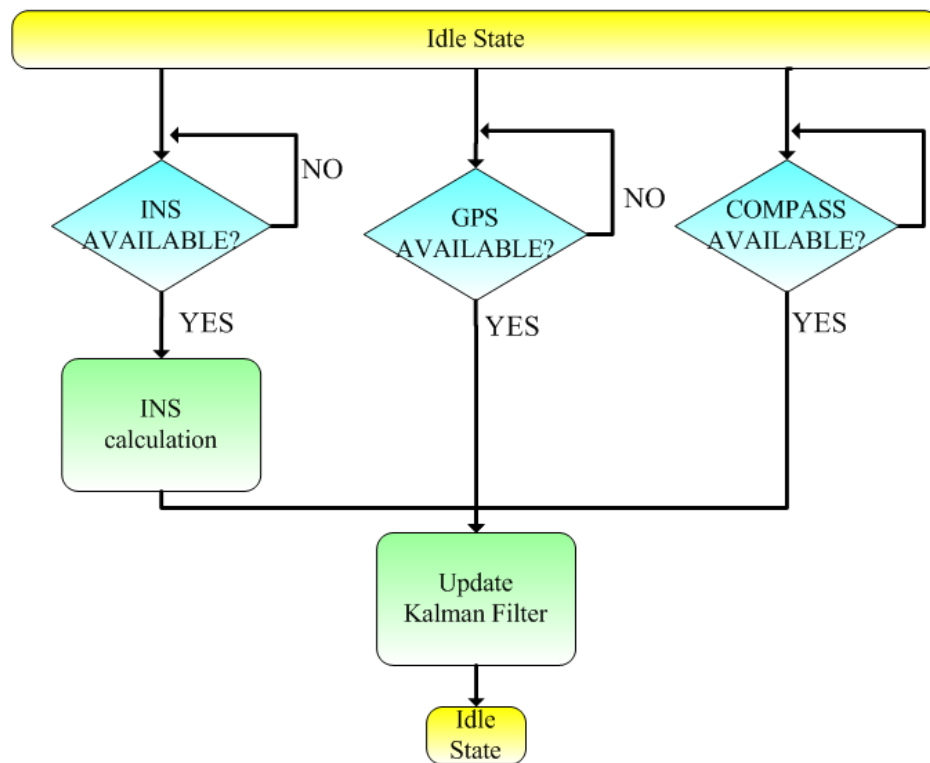 Idle State
INS
AVAILABLE?
NO
GPS
AVAILABLE?
NO
COMPASS
AVAILABLE?
YES
YES
YES
INS
calculation
Update
Kalman Filter
Idle
State